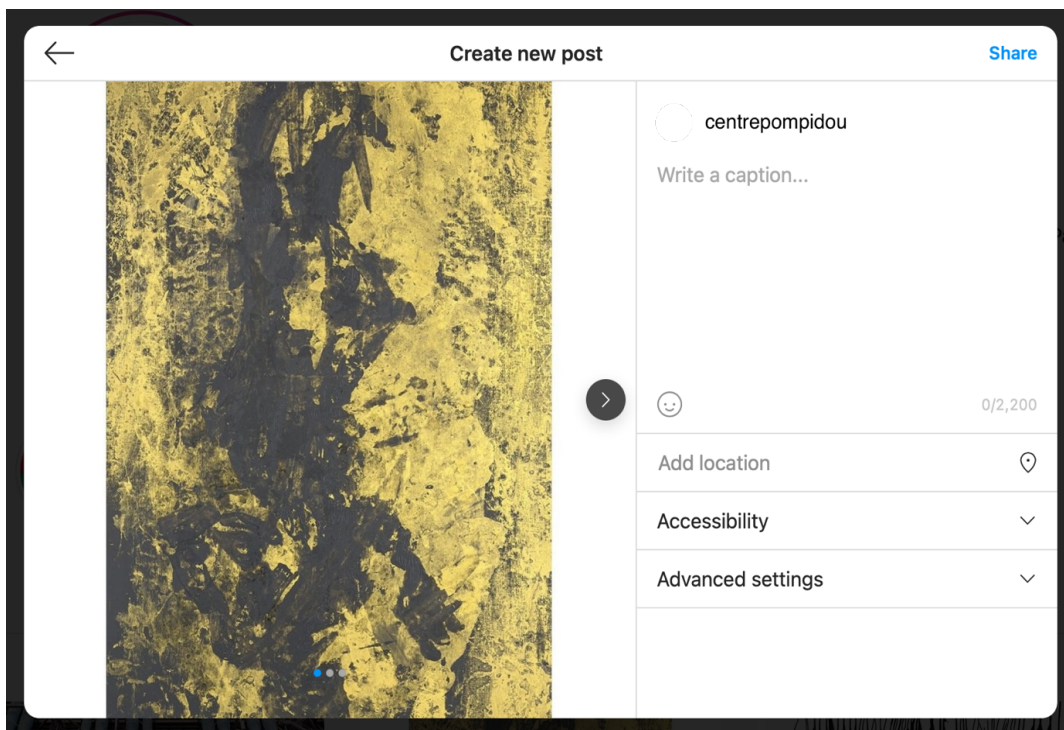 Create new post
Share
centrepompidou
Write a caption...
0/2,200
Add location
Accessibility
Advanced settings